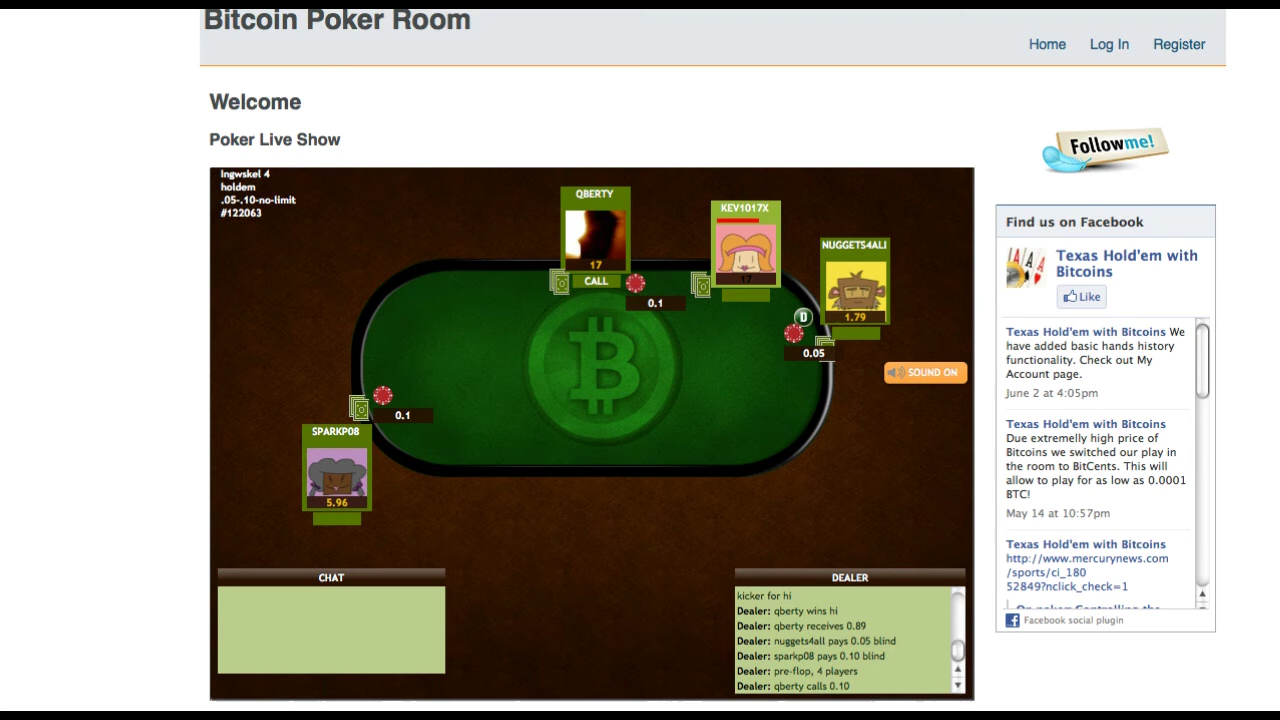 Bitcoin Poker Room
Home Log In Register
Welcome
Poker Live Show
Ingwskel 4
holdem
.05-.10-no-limit
#122063
QBERTY
17
CALL
0.1
KEV1017X
17
NUGGETS4ALL
1.79
D
0.05
SOUND ON
0.1
SPARKP08
5.96
CHAT
DEALER
kicker for hi
Dealer: qberty wins hi
Dealer: qberty receives 0.89
Dealer: nuggets4all pays 0.05 blind
Dealer: sparkp08 pays 0.10 blind
Dealer: pre-flop, 4 players
Dealer: qberty calls 0.10
Followme!
Find us on Facebook
Texas Hold'em with
Bitcoins
Like
Texas Hold'em with Bitcoins We
have added basic hands history
functionality. Check out My
Account page.
June 2 at 4:05pm
Texas Hold'em with Bitcoins
Due extremelly high price of
Bitcoins we switched our play in
the room to BitCents. This will
allow to play for as low as 0.0001
BTC!
May 14 at 10:57pm
Texas Hold'em with Bitcoins
http://www.mercurynews.com
/sports/ci_180
52849?nclick_check=1
On poker: Controlling the
Facebook social plugin